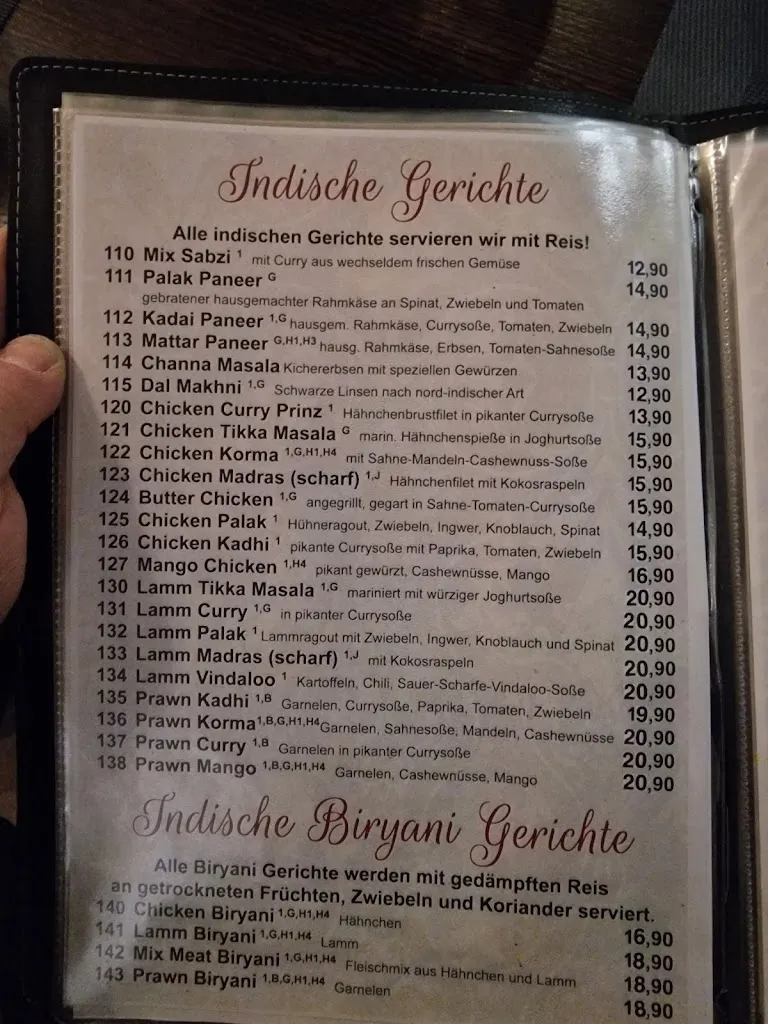 Indische Gerichte
Alle indischen Gerichte servieren wir mit Reis!
110 Mix Sabzi ¹ mit Curry aus wechseldem frischen Gemüse 12,90
111 Palak Paneer ᴳ 14,90
gebratener hausgemachter Rahmkäse an Spinat, Zwiebeln und Tomaten
112 Kadai Paneer 1,G hausgem. Rahmkäse, Currysoße, Tomaten, Zwiebeln 14,90
113 Mattar Paneer G,H1,H3 hausg. Rahmkäse, Erbsen, Tomaten-Sahnesoße 14,90
114 Channa Masala Kichererbsen mit speziellen Gewürzen 13,90
115 Dal Makhni 1,G Schwarze Linsen nach nord-indischer Art 12,90
120 Chicken Curry Prinz 1 Hähnchenbrustfilet in pikanter Currysoße 13,90
121 Chicken Tikka Masala G marin. Hähnchenspieße in Joghurtsoße 15,90
122 Chicken Korma 1,G,H1,H4 mit Sahne-Mandeln-Cashewnuss-Soße 15,90
123 Chicken Madras (scharf) 1,J Hähnchenfilet mit Kokosraspeln 15,90
124 Butter Chicken 1,G angegrillt, gegart in Sahne-Tomaten-Currysoße 15,90
125 Chicken Palak 1 Hühneragout, Zwiebeln, Ingwer, Knoblauch, Spinat 14,90
126 Chicken Kadhi 1 pikante Currysoße mit Paprika, Tomaten, Zwiebeln 15,90
127 Mango Chicken 1,H4 pikant gewürzt, Cashewnüsse, Mango 16,90
130 Lamm Tikka Masala 1,G mariniert mit würziger Joghurtsoße 20,90
131 Lamm Curry 1,G in pikanter Currysoße 20,90
132 Lamm Palak 1 Lammragout mit Zwiebeln, Ingwer, Knoblauch und Spinat 20,90
133 Lamm Madras (scharf) 1,J mit Kokosraspeln 20,90
134 Lamm Vindaloo 1 Kartoffeln, Chili, Sauer-Scharfe-Vindaloo-Soße 20,90
135 Prawn Kadhi 1,B Garnelen, Currysoße, Paprika, Tomaten, Zwiebeln 19,90
136 Prawn Korma 1,B,G,H1,H4 Garnelen, Sahnesoße, Mandeln, Cashewnüsse 20,90
137 Prawn Curry 1,B Garnelen in pikanter Currysoße 20,90
138 Prawn Mango 1,B,G,H1,H4 Garnelen, Cashewnüsse, Mango 20,90
Indische Biryani Gerichte
Alle Biryani Gerichte werden mit gedämpften Reis
an getrockneten Früchten, Zwiebeln und Koriander serviert.
140 Chicken Biryani 1,G,H1,H4 Hähnchen 16,90
141 Lamm Biryani 1,G,H1,H4 Lamm 18,90
142 Mix Meat Biryani 1,G,H1,H4 Fleischmix aus Hähnchen und Lamm 18,90
143 Prawn Biryani 1,B,G,H1,H4 Garnelen 18,90